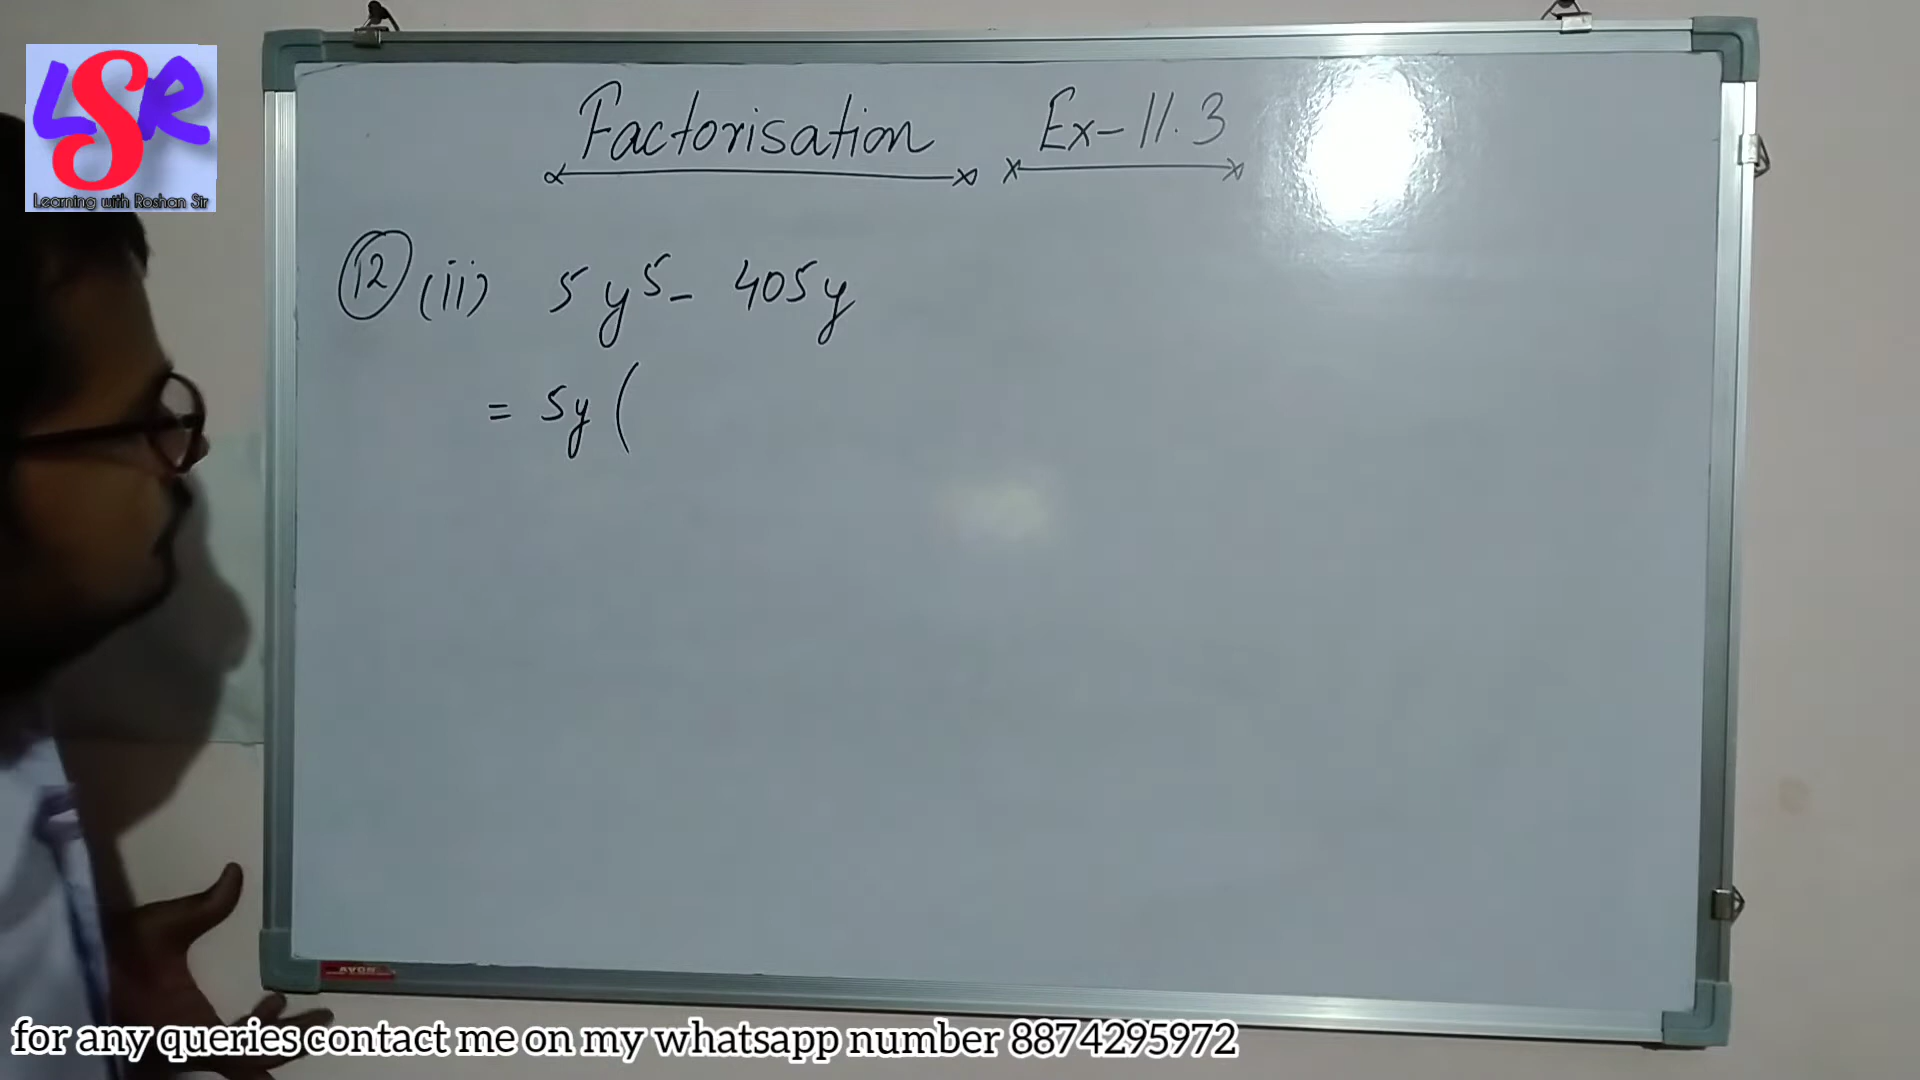 LSR
Learning with Roshan Sir
Factorisation Ex-11.3
12 (ii) 5y⁵ - 405y
= 5y (
AVON
for any queries contact me on my whatsapp number 8874295972